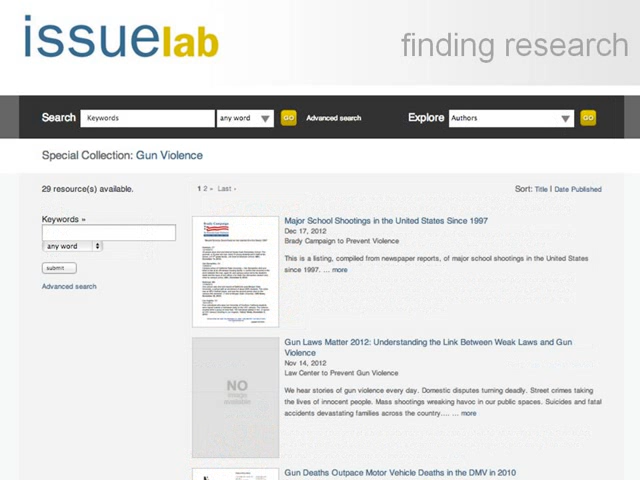 issuelab
finding research
Search Keywords any word GO Advanced search Explore Authors GO
Special Collection: Gun Violence
29 resource(s) available.
1 2 » Last ›
Sort: Title | Date Published
Keywords »
any word
submit
Advanced search
Brady Campaign
Major School Shootings in the United States Since 1997
Dec 17, 2012
Brady Campaign to Prevent Violence
This is a listing, compiled from newspaper reports, of major school shootings in the United States
since 1997. ... more
NO
image
available
Gun Laws Matter 2012: Understanding the Link Between Weak Laws and Gun
Violence
Nov 14, 2012
Law Center to Prevent Gun Violence
We hear stories of gun violence every day. Domestic disputes turning deadly. Street crimes taking
the lives of innocent people. Mass shootings wreaking havoc in our public spaces. Suicides and fatal
accidents devastating families across the country.... ... more
Gun Deaths Outpace Motor Vehicle Deaths in the DMV in 2010